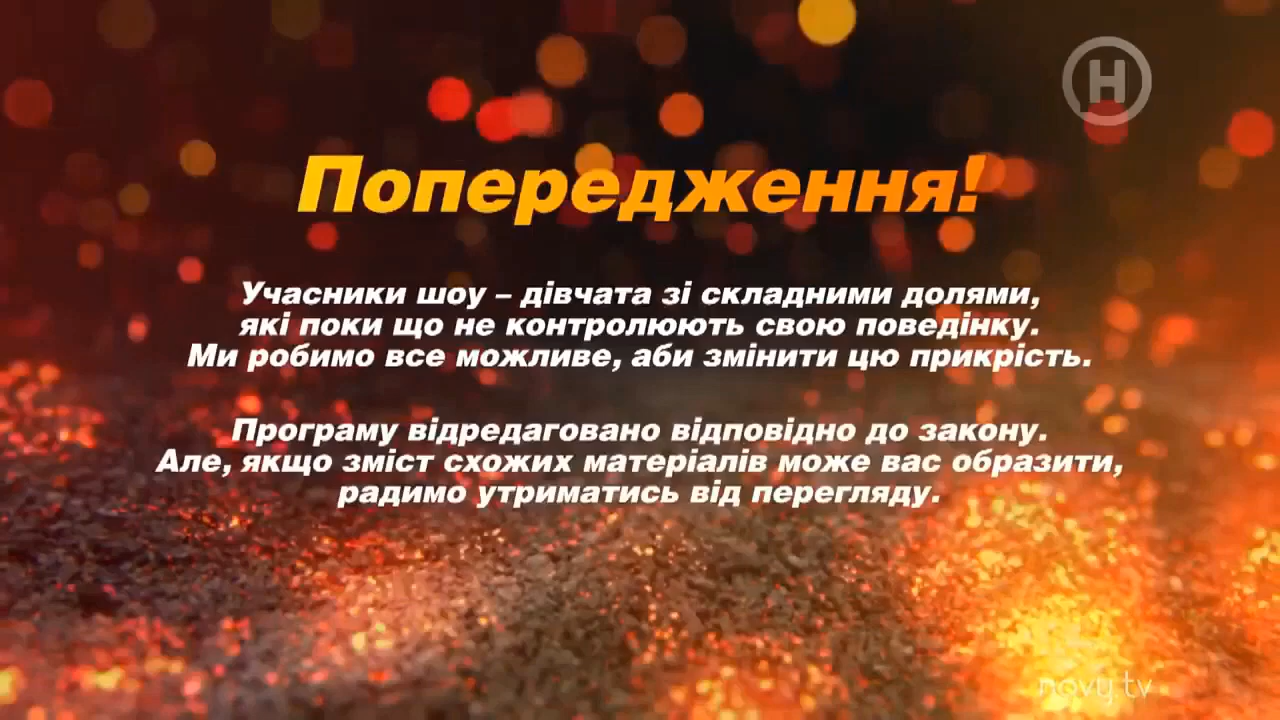 Н
Попередження!
Учасники шоу – дівчата зі складними долями,
які поки що не контролюють свою поведінку.
Ми робимо все можливе, аби змінити цю прикрість.
Програму відредаговано відповідно до закону.
Але, якщо зміст схожих матеріалів може вас образити,
радимо утриматись від перегляду.
novy.tv